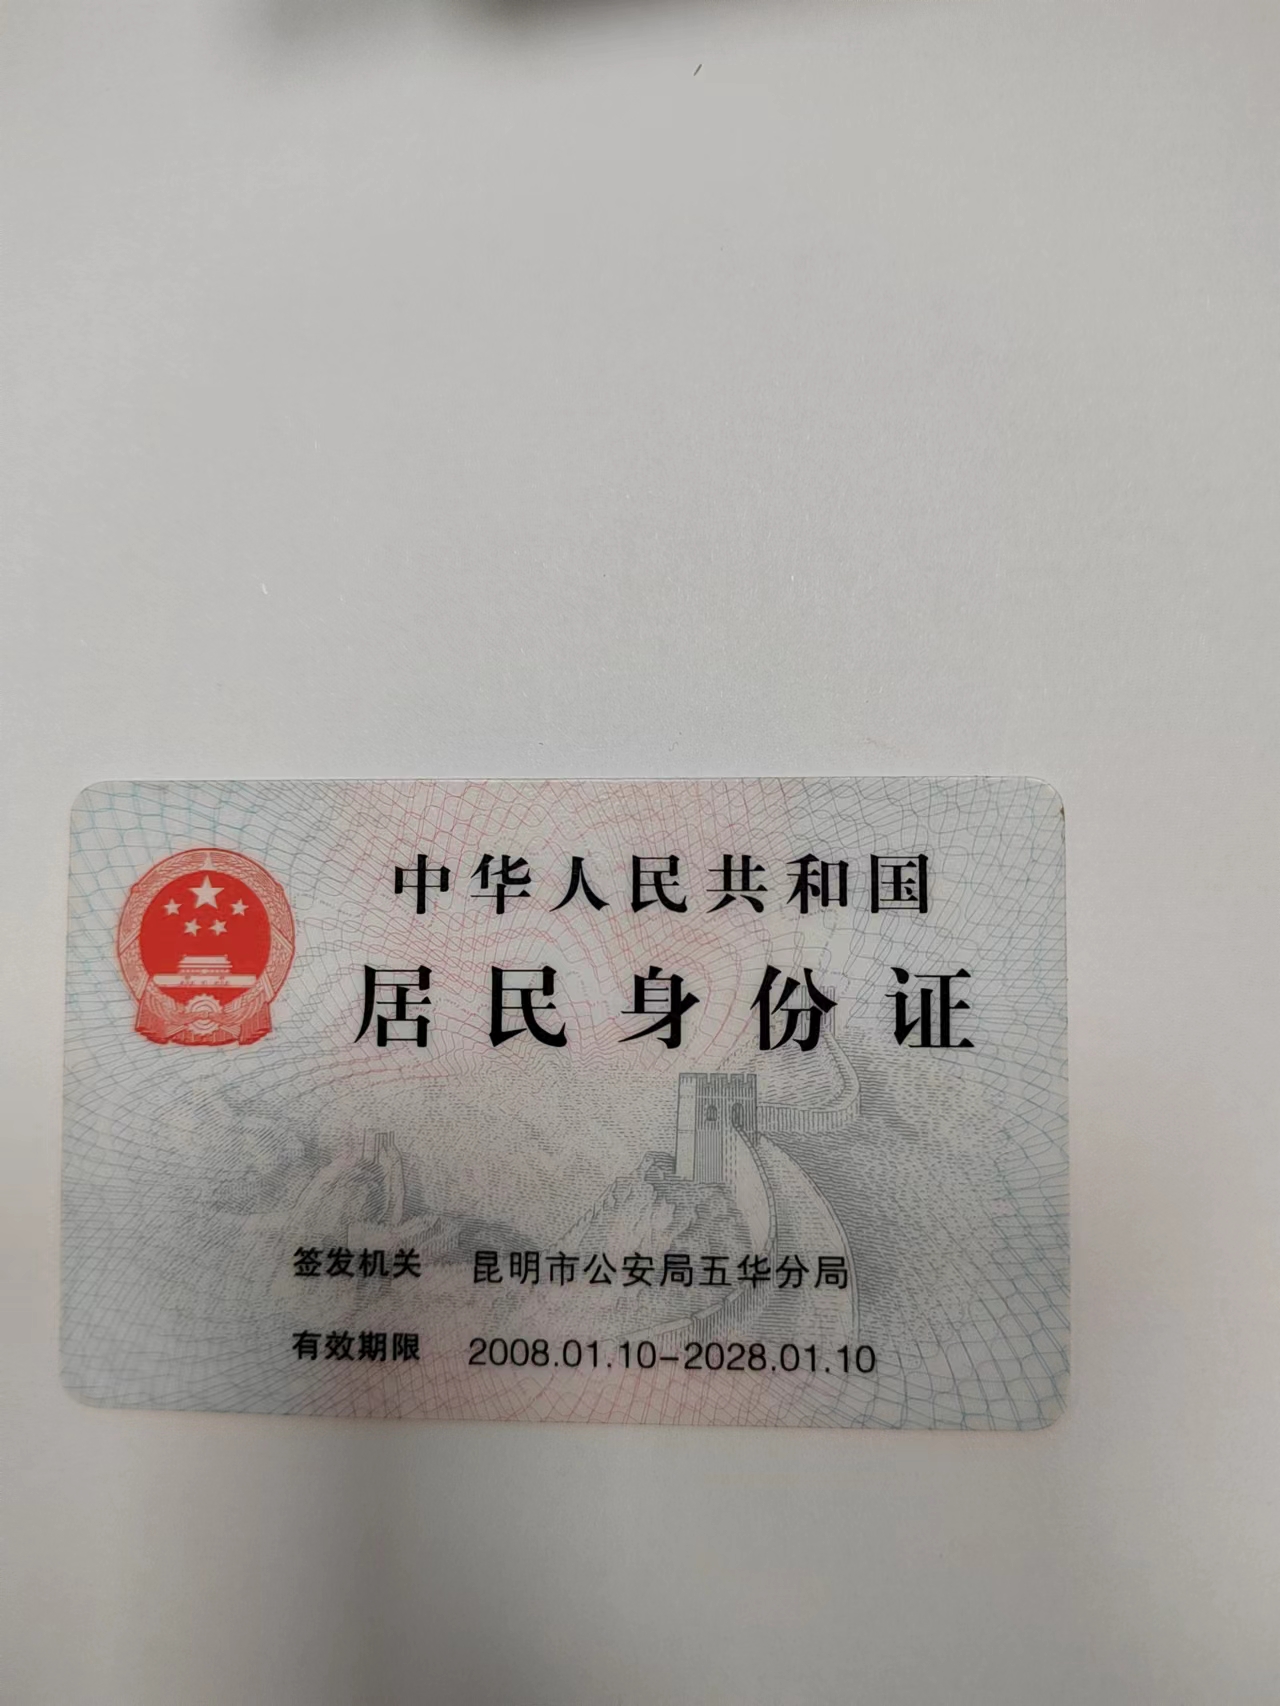 中华人民共和国
居民身份证
签发机关 昆明市公安局五华分局
有效期限 2008.01.10-2028.01.10